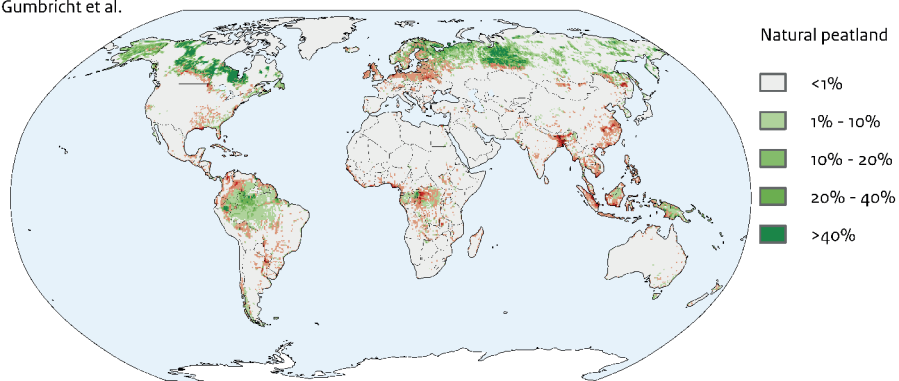 Gumbricht et al.
Natural peatland
<1%
1% - 10%
10% - 20%
20% - 40%
>40%